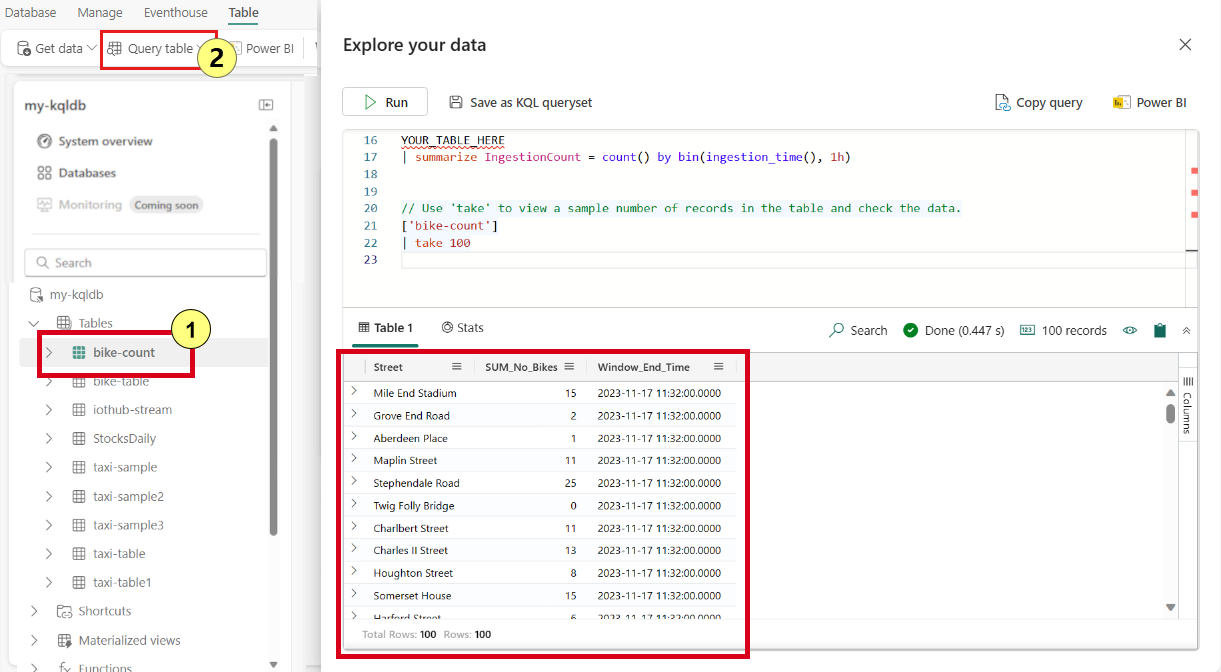 Database Manage Eventhouse Table
Get data Query table Power BI
2
my-kqldb
System overview
Databases
Monitoring Coming soon
Search
my-kqldb
Tables
1
bike-count
bike-table
iothub-stream
StocksDaily
taxi-sample
taxi-sample2
taxi-sample3
taxi-table
taxi-table1
Shortcuts
Materialized views
Functions
Explore your data
Run Save as KQL queryset Copy query Power BI
16 YOUR_TABLE_HERE
17 | summarize IngestionCount = count() by bin(ingestion_time(), 1h)
18
19
20 // Use 'take' to view a sample number of records in the table and check the data.
21 ['bike-count']
22 | take 100
23
Table 1 Stats Search Done (0.447 s) 123 100 records
Street SUM_No_Bikes Window_End_Time
Mile End Stadium 15 2023-11-17 11:32:00.0000
Grove End Road 2 2023-11-17 11:32:00.0000
Aberdeen Place 1 2023-11-17 11:32:00.0000
Maplin Street 11 2023-11-17 11:32:00.0000
Stephendale Road 25 2023-11-17 11:32:00.0000
Twig Folly Bridge 0 2023-11-17 11:32:00.0000
Charlbert Street 11 2023-11-17 11:32:00.0000
Charles II Street 13 2023-11-17 11:32:00.0000
Houghton Street 8 2023-11-17 11:32:00.0000
Somerset House 15 2023-11-17 11:32:00.0000
Harford Street 6 2023-11-17 11:32:00.0000
Total Rows: 100 Rows: 100
Columns